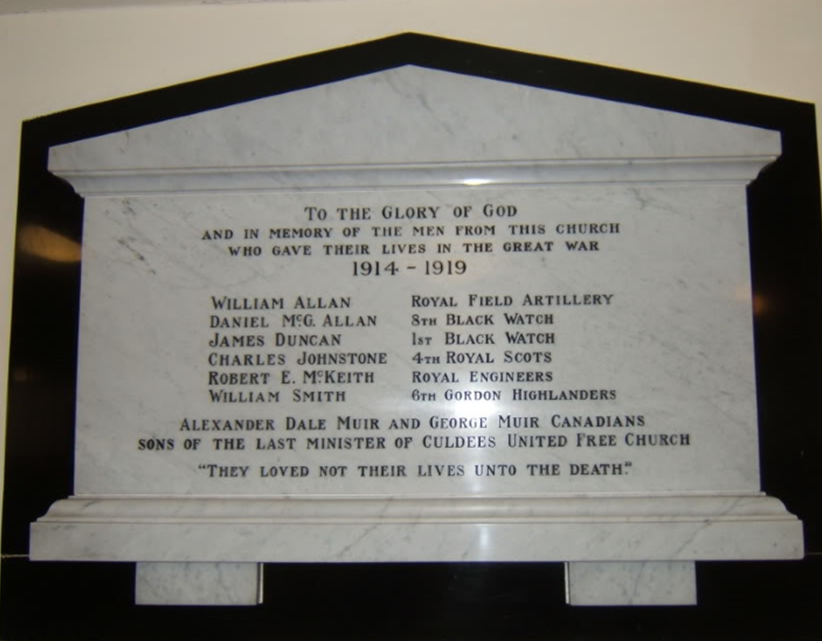 To the Glory of God
and in memory of the men from this church
who gave their lives in the great war
1914 - 1919
William Allan Royal Field Artillery
Daniel McG. Allan 8th Black Watch
James Duncan 1st Black Watch
Charles Johnstone 4th Royal Scots
Robert E. McKeith Royal Engineers
William Smith 6th Gordon Highlanders
Alexander Dale Muir and George Muir Canadians
sons of the last minister of Culdees United Free Church
"They loved not their lives unto the death."